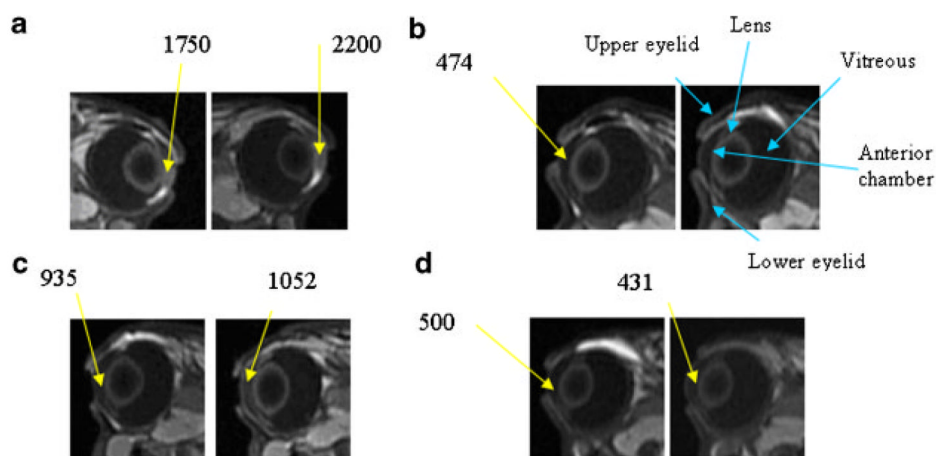 a
1750
2200
b
474
Upper eyelid
Lens
Vitreous
Anterior
chamber
Lower eyelid
c
935
1052
d
500
431